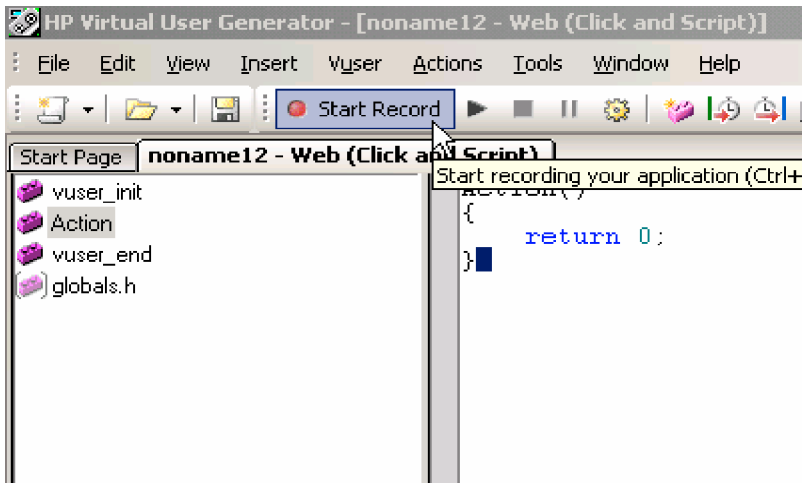 HP Virtual User Generator - [noname12 - Web (Click and Script)]
File Edit View Insert Vuser Actions Tools Window Help
Start Record
Start Page noname12 - Web (Click and Script)
Start recording your application (Ctrl+
vuser_init
Action()
Action
{
return 0;
vuser_end
}
globals.h